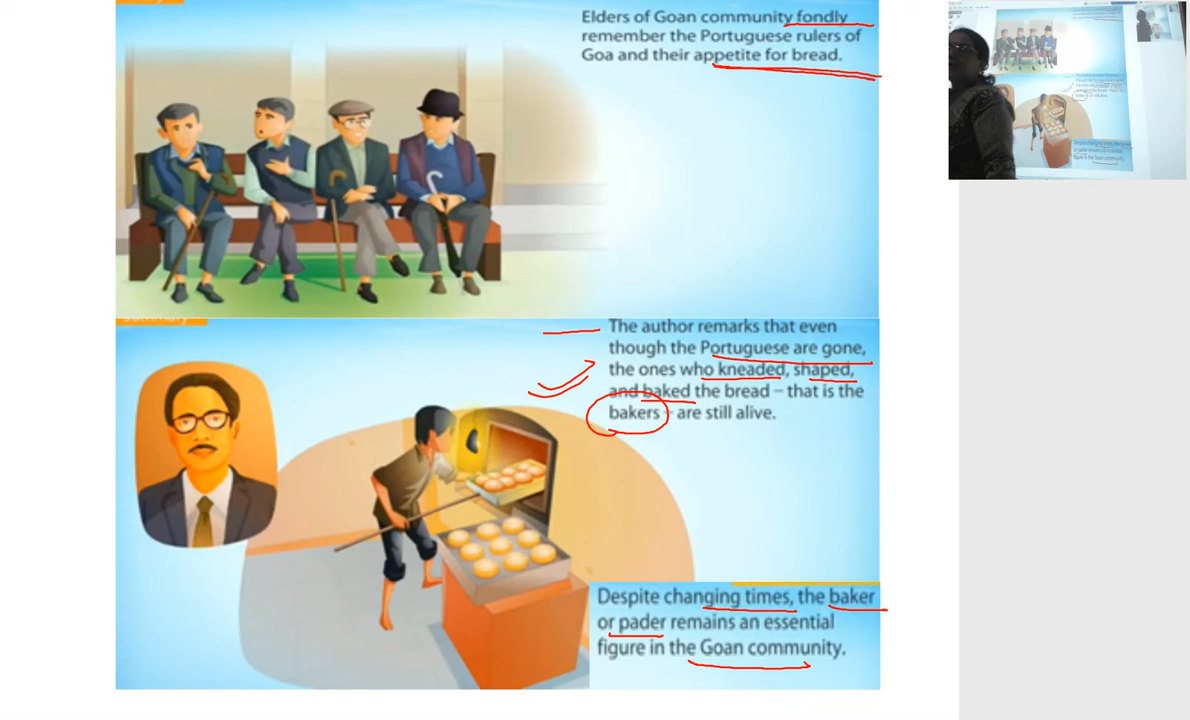 Elders of Goan community fondly
remember the Portuguese rulers of
Goa and their appetite for bread.
The author remarks that even
though the Portuguese are gone,
the ones who kneaded, shaped,
and baked the bread – that is the
bakers – are still alive.
Despite changing times, the baker
or pader remains an essential
figure in the Goan community.